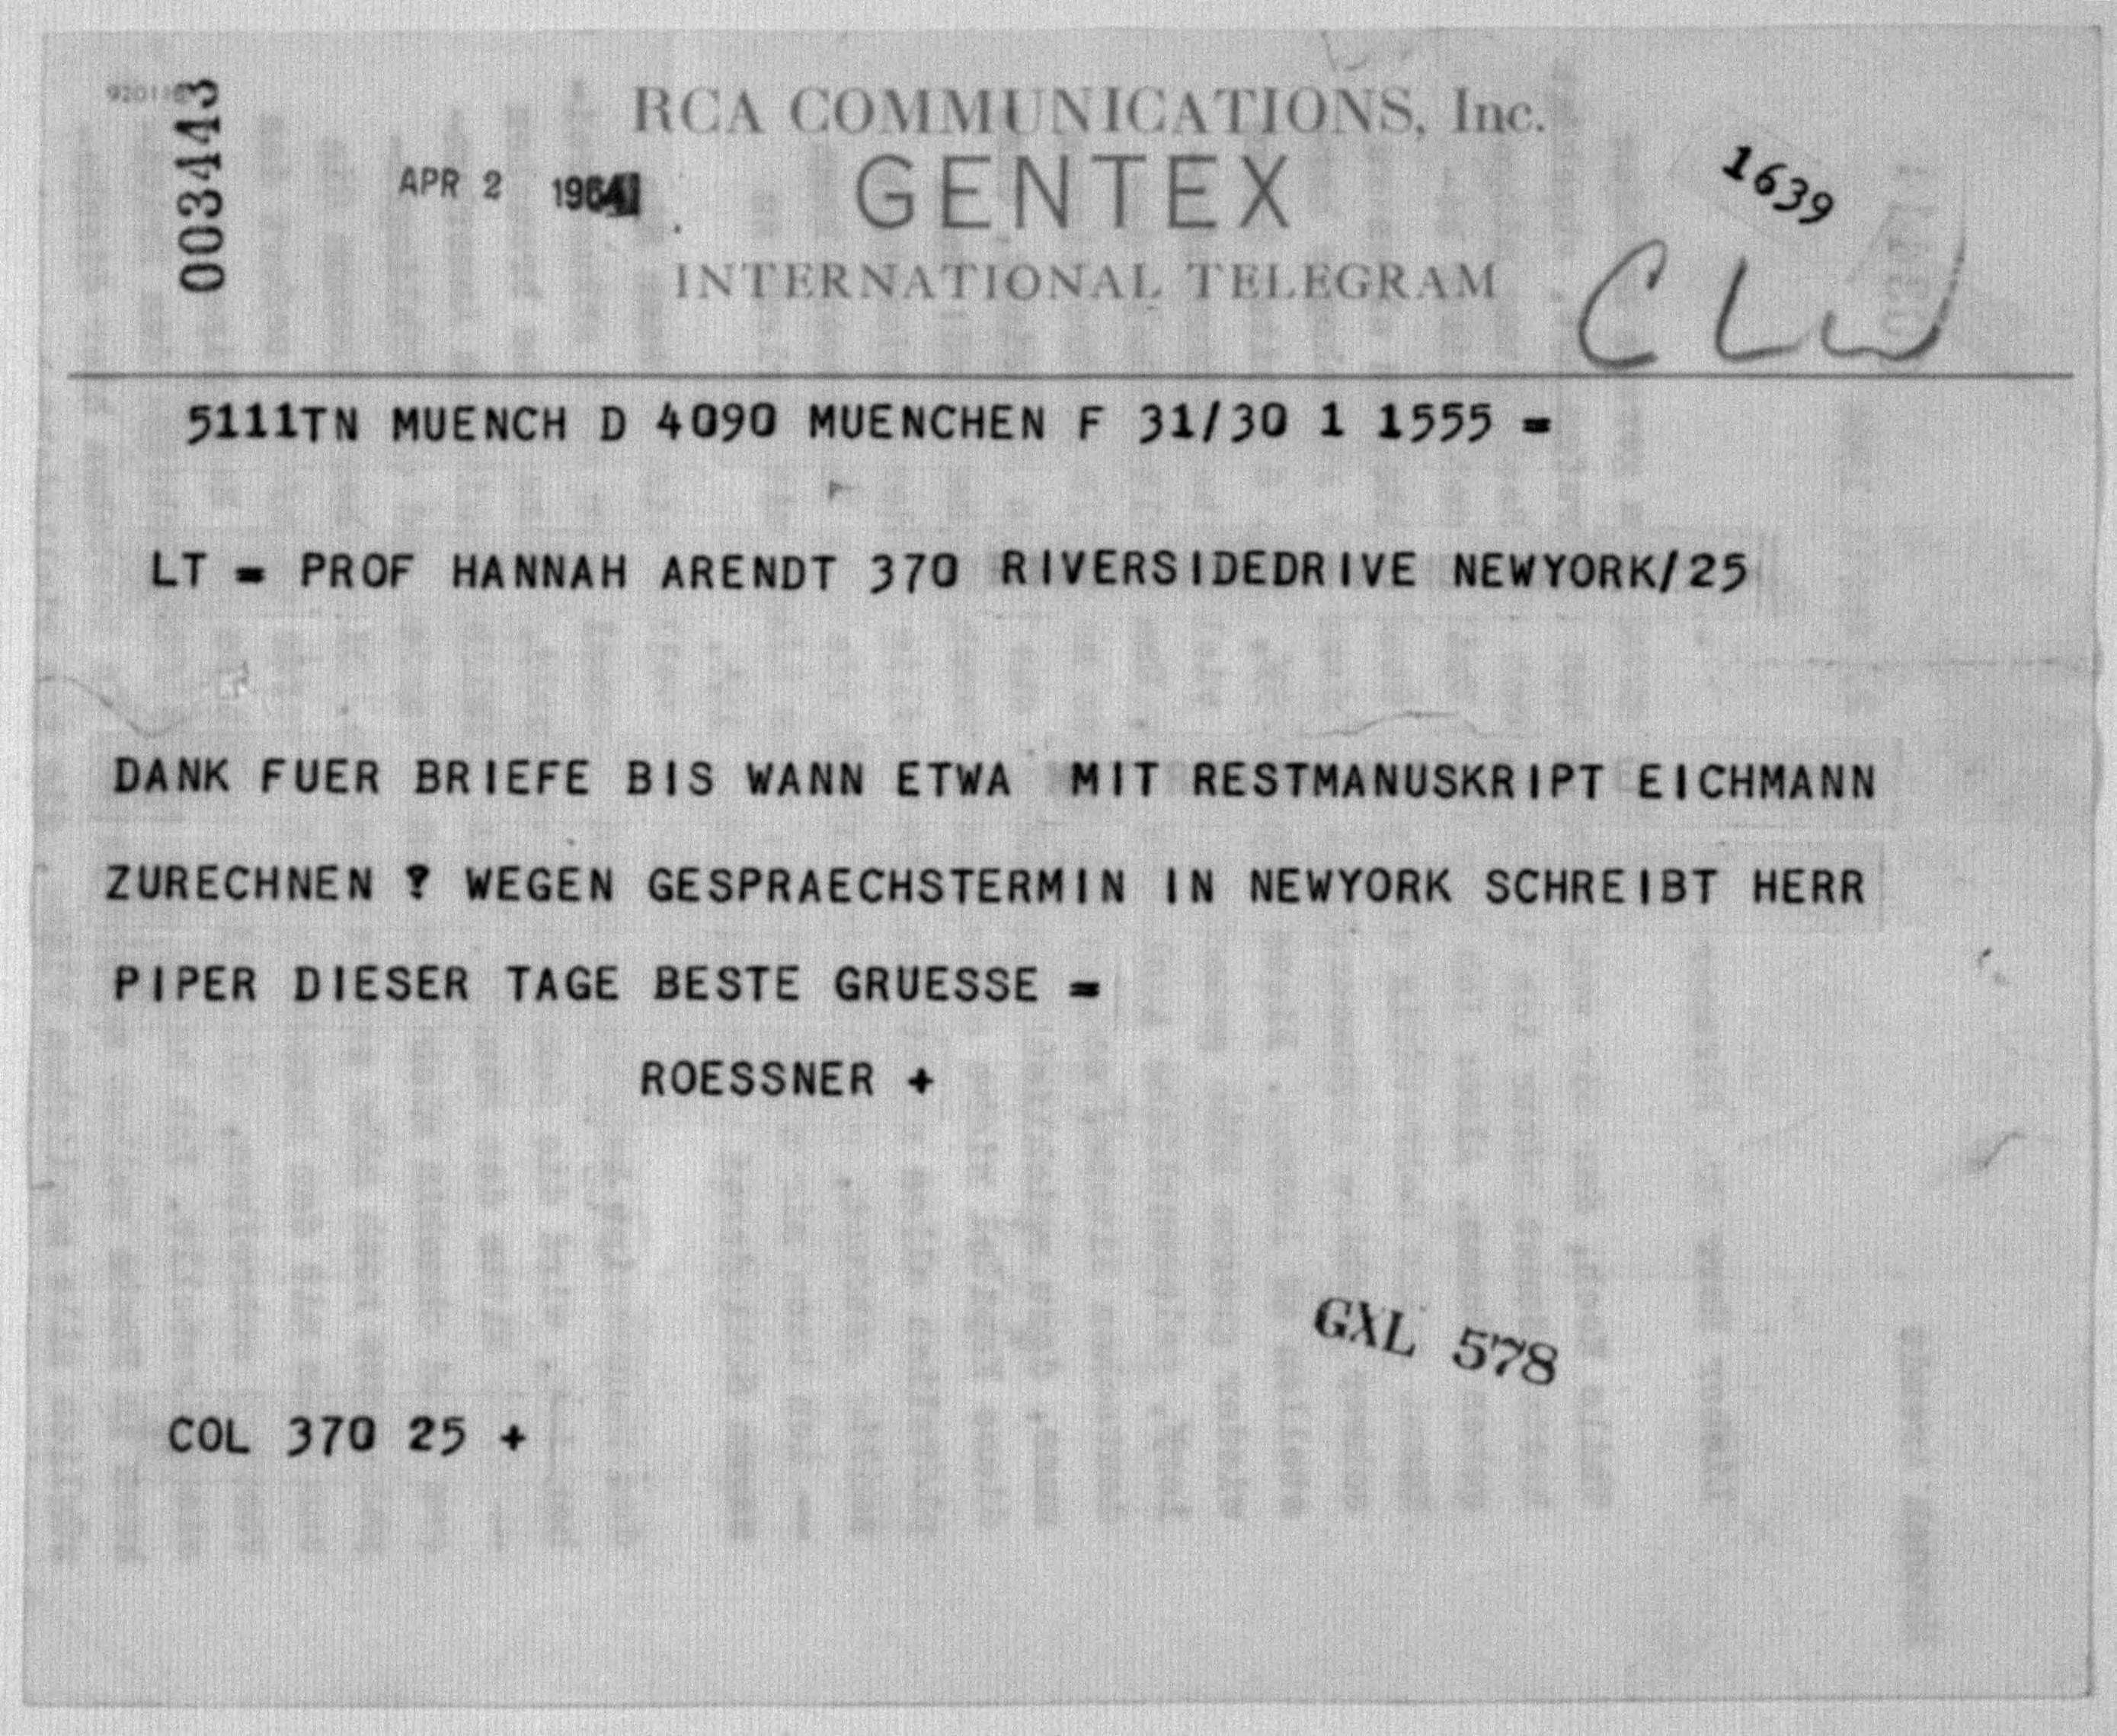 0034143
RCA COMMUNICATIONS, Inc.
APR 2 1964
GENTEX
1639
INTERNATIONAL TELEGRAM
CLW
5111TN MUENCH D 4090 MUENCHEN F 31/30 1 1555 =
LT = PROF HANNAH ARENDT 370 RIVERSIDEDRIVE NEWYORK/25
DANK FUER BRIEFE BIS WANN ETWA MIT RESTMANUSKRIPT EICHMANN
ZURECHNEN ? WEGEN GESPRAECHSTERMIN IN NEWYORK SCHREIBT HERR
PIPER DIESER TAGE BESTE GRUESSE =
ROESSNER +
GXL 578
COL 370 25 +